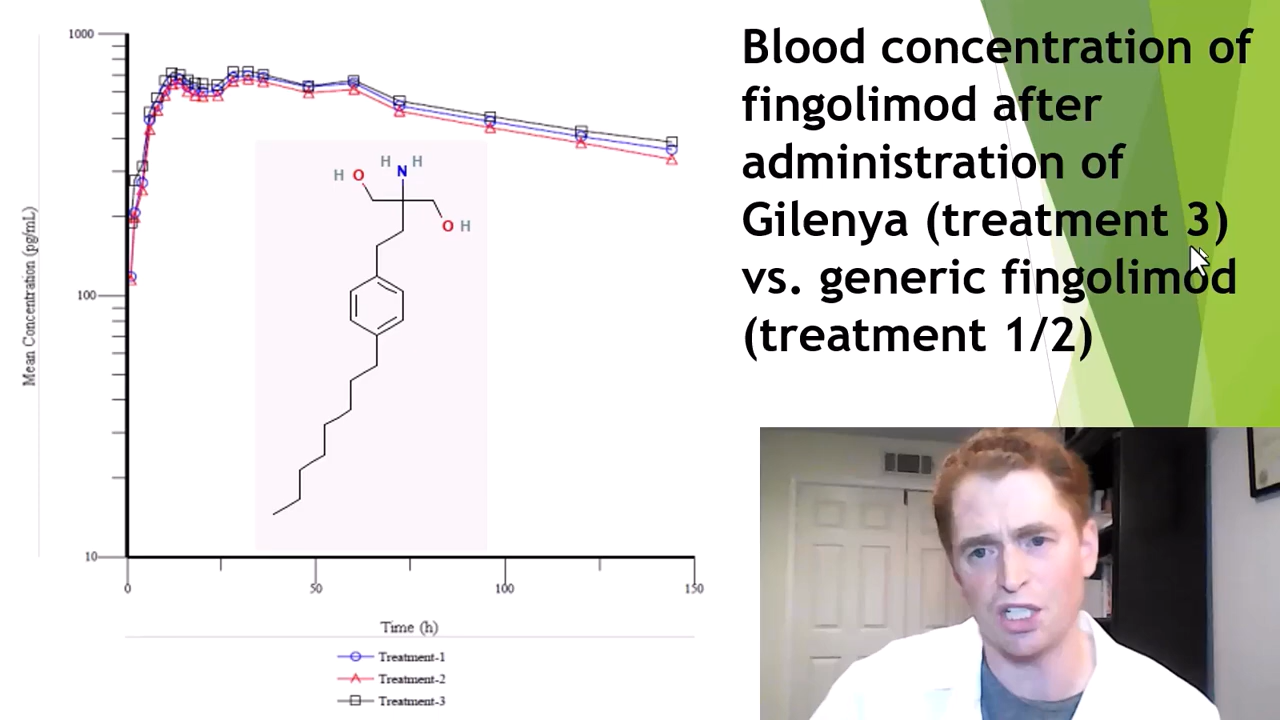 Blood concentration of
fingolimod after
administration of
Gilenya (treatment 3)
vs. generic fingolimod
(treatment 1/2)
1000
100
10
Mean Concentration (pg/mL)
H H
H O N
O H
0 50 100 150
Time (h)
Treatment-1
Treatment-2
Treatment-3